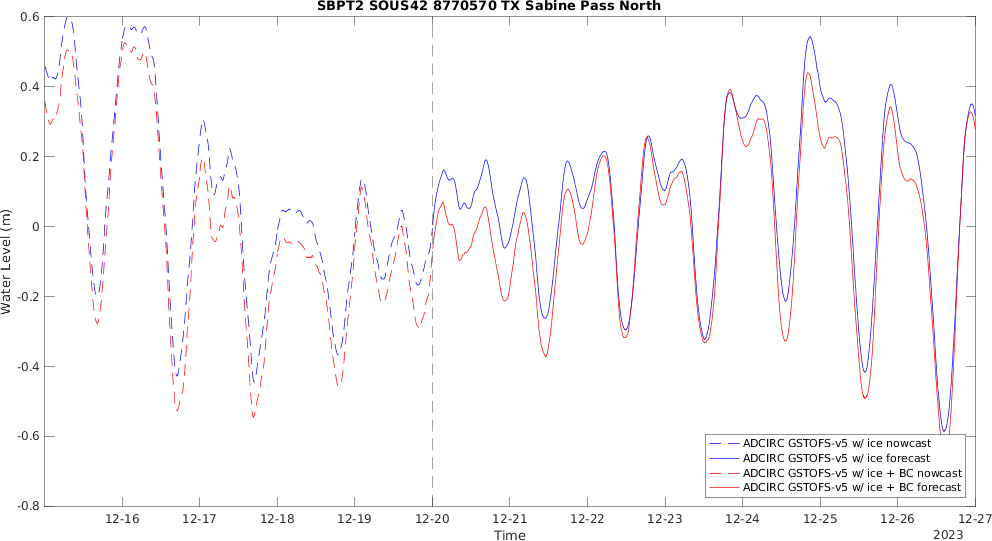 SBPT2 SOUS42 8770570 TX Sabine Pass North
Water Level (m)
0.6
0.4
0.2
0
-0.2
-0.4
-0.6
-0.8
ADCIRC GSTOFS-v5 w/ ice nowcast
ADCIRC GSTOFS-v5 w/ ice forecast
ADCIRC GSTOFS-v5 w/ ice + BC nowcast
ADCIRC GSTOFS-v5 w/ ice + BC forecast
12-16 12-17 12-18 12-19 12-20 12-21 12-22 12-23 12-24 12-25 12-26 12-27
Time
2023